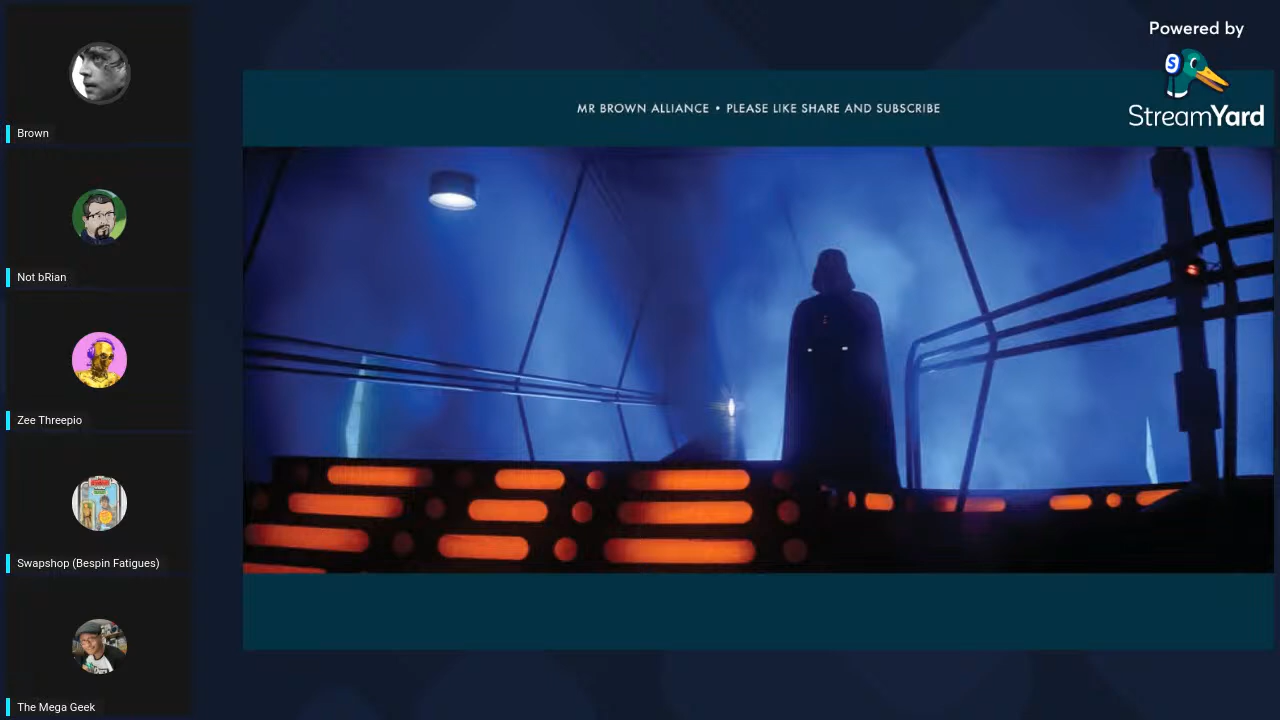 Powered by
S
StreamYard
MR BROWN ALLIANCE • PLEASE LIKE SHARE AND SUBSCRIBE
Brown
Not bRian
Zee Threepio
Swapshop (Bespin Fatigues)
The Mega Geek